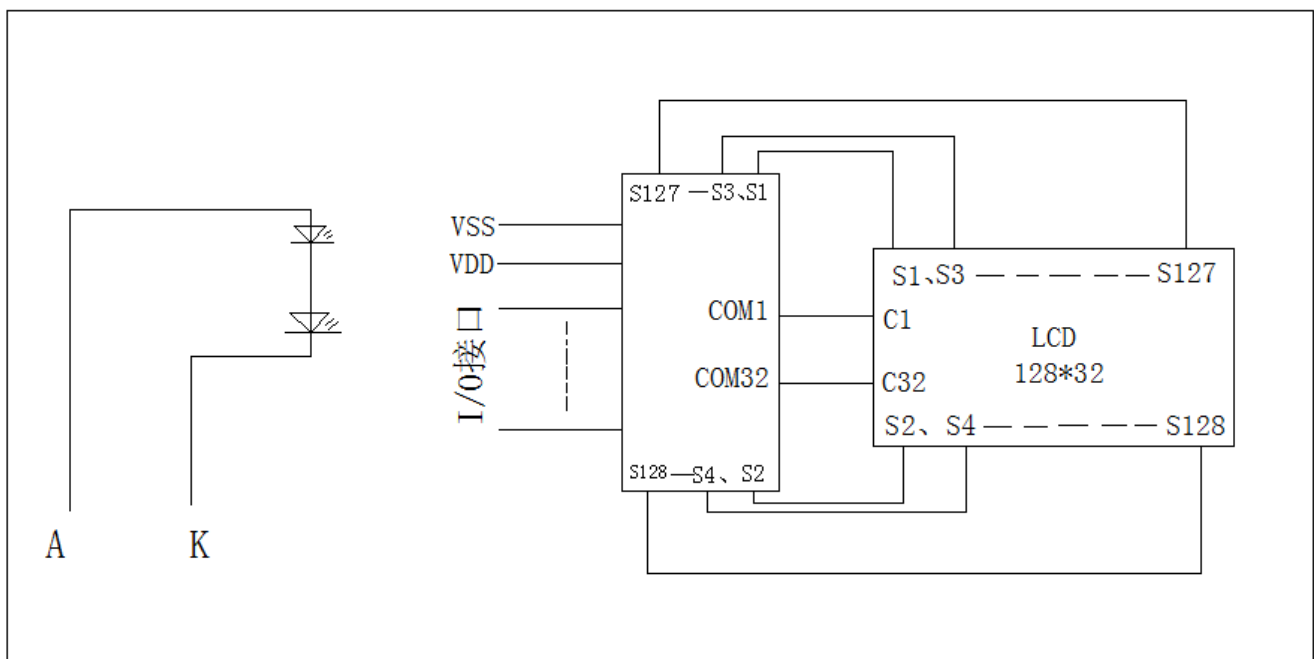 S127 —S3、S1
VSS
VDD
I/O接口
COM1
COM32
S128—S4、S2
S1、S3 — — — — S127
C1
LCD
128*32
C32
S2、S4 — — — — S128
A
K